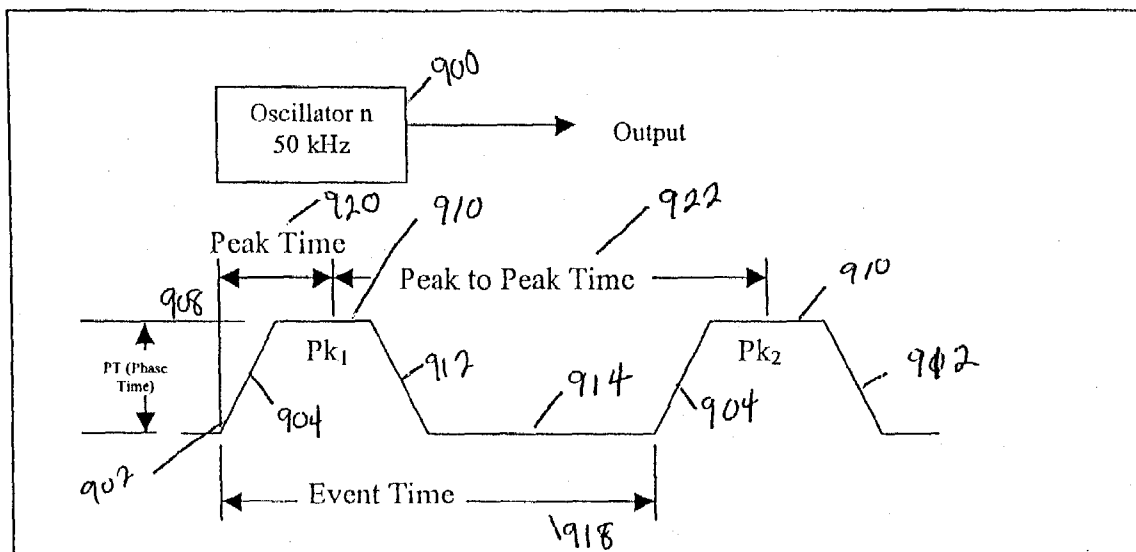 900
Oscillator n
50 kHz
Output
920
910
922
Peak Time
Peak to Peak Time
910
908
PT (Phase
Time)
Pk1
912
914
Pk2
912
904
904
902
Event Time
918